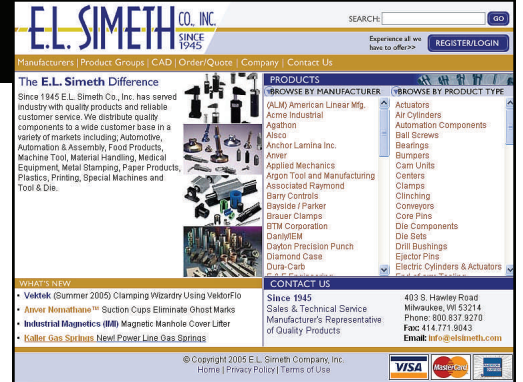 E.L. SIMETH CO., INC.
SINCE
1945
SEARCH:
GO
Experience all we
have to offer>>
REGISTER/LOGIN
Manufacturers | Product Groups | CAD | Order/Quote | Company | Contact Us
The E.L. Simeth Difference
Since 1945 E.L. Simeth Co., Inc. has served
industry with quality products and reliable
customer service. We distribute quality
components to a wide customer base in a
variety of markets including; Automotive,
Automation & Assembly, Food Products,
Machine Tool, Material Handling, Medical
Equipment, Metal Stamping, Paper Products,
Plastics, Printing, Special Machines and
Tool & Die.
PRODUCTS
BROWSE BY MANUFACTURER
(ALM) American Linear Mfg.
Acme Industrial
Agathon
Alsco
Anchor Lamina Inc.
Anver
Applied Mechanics
Argon Tool and Manufacturing
Associated Raymond
Barry Controls
Bayside / Parker
Brauer Clamps
BTM Corporation
Danly/IEM
Dayton Precision Punch
Diamond Case
Dura-Carb
E & E Engineering
BROWSE BY PRODUCT TYPE
Actuators
Air Cylinders
Automation Components
Ball Screws
Bearings
Bumpers
Cam Units
Centers
Clamps
Clinching
Conveyors
Core Pins
Die Components
Die Sets
Drill Bushings
Ejector Pins
Electric Cylinders & Actuators
End of arm Tooling
WHAT'S NEW
• Vektek (Summer 2005) Clamping Wizardry Using VektorFlo
• Anver Nomathane™ Suction Cups Eliminate Ghost Marks
• Industrial Magnetics (IMI) Magnetic Manhole Cover Lifter
• Kaller Gas Springs New! Power Line Gas Springs
CONTACT US
Since 1945
Sales & Technical Service
Manufacturer's Representative
of Quality Products
403 S. Hawley Road
Milwaukee, WI 53214
Phone: 800.837.9270
Fax: 414.771.9043
Email: info@elsimeth.com
© Copyright 2005 E.L. Simeth Company, Inc.
Home | Privacy Policy | Terms of Use
VISA
MasterCard